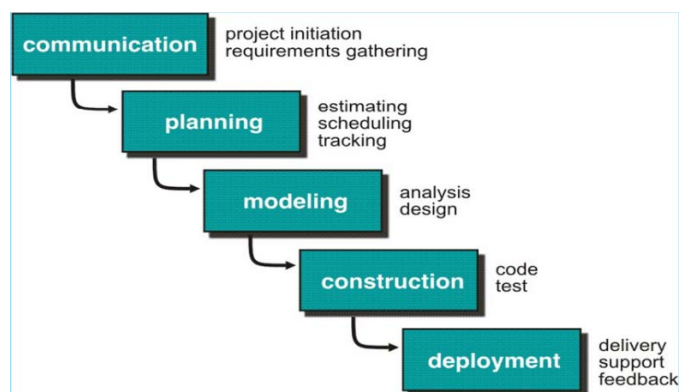 communication
project initiation
requirements gathering
planning
estimating
scheduling
tracking
modeling
analysis
design
construction
code
test
deployment
delivery
support
feedback